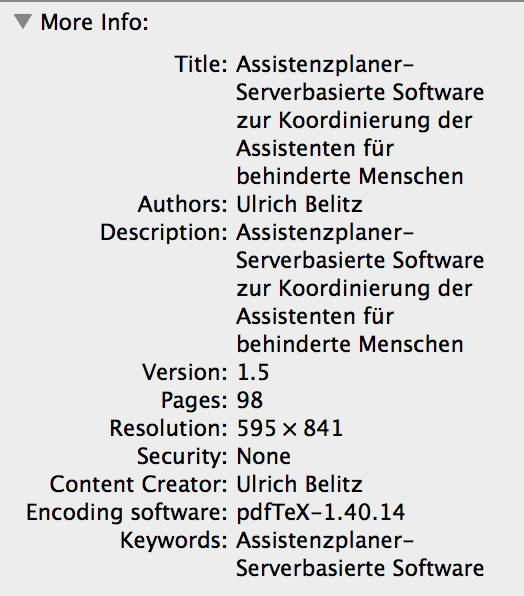 More Info:
Title: Assistenzplaner-
Serverbasierte Software
zur Koordinierung der
Assistenten für
behinderte Menschen
Authors: Ulrich Belitz
Description: Assistenzplaner-
Serverbasierte Software
zur Koordinierung der
Assistenten für
behinderte Menschen
Version: 1.5
Pages: 98
Resolution: 595 × 841
Security: None
Content Creator: Ulrich Belitz
Encoding software: pdfTeX-1.40.14
Keywords: Assistenzplaner-
Serverbasierte Software